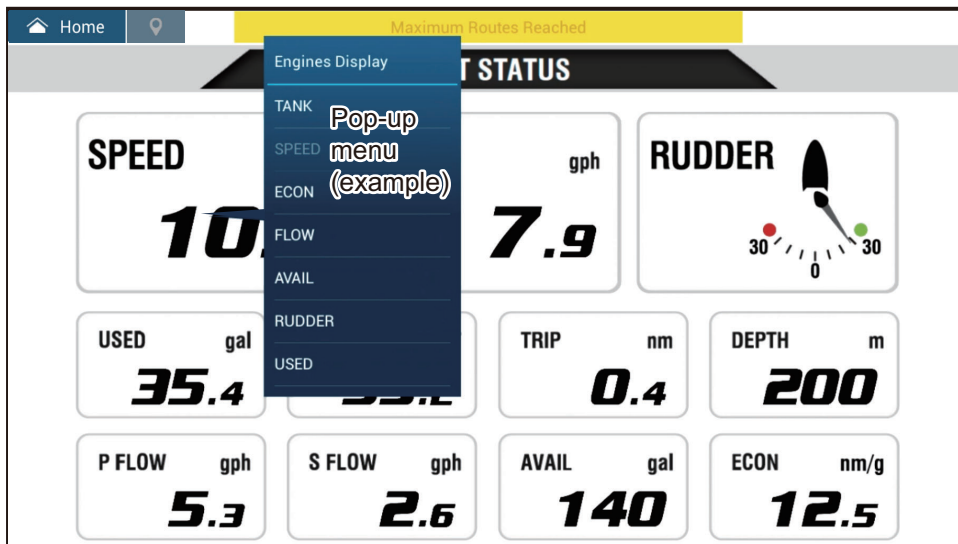 Home
Maximum Routes Reached
Engines Display
T STATUS
TANK
Pop-up
menu
(example)
SPEED
SPEED
ECON
FLOW
AVAIL
RUDDER
USED
10.
gph
7.9
RUDDER
30
0
30
USED gal
35.4
TRIP nm
0.4
DEPTH m
200
P FLOW gph
5.3
S FLOW gph
2.6
AVAIL gal
140
ECON nm/g
12.5